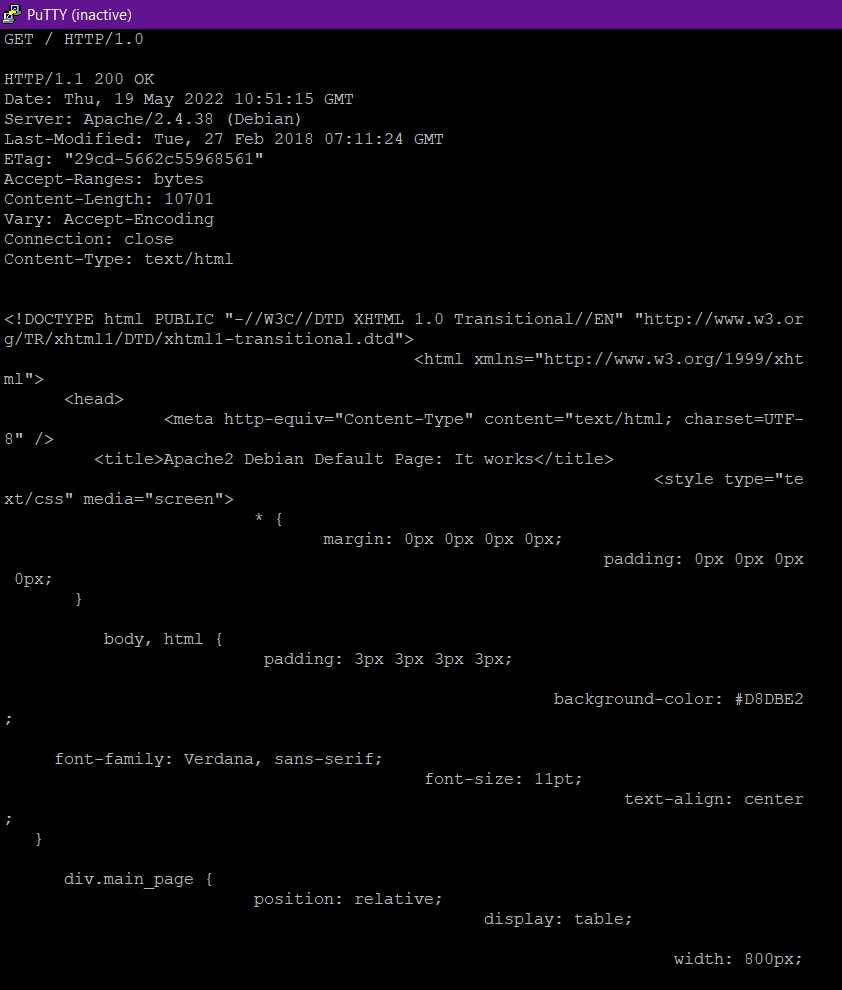 PuTTY (inactive)
GET / HTTP/1.0
HTTP/1.1 200 OK
Date: Thu, 19 May 2022 10:51:15 GMT
Server: Apache/2.4.38 (Debian)
Last-Modified: Tue, 27 Feb 2018 07:11:24 GMT
ETag: "29cd-5662c55968561"
Accept-Ranges: bytes
Content-Length: 10701
Vary: Accept-Encoding
Connection: close
Content-Type: text/html
<!DOCTYPE html PUBLIC "-//W3C//DTD XHTML 1.0 Transitional//EN" "http://www.w3.or
g/TR/xhtml1/DTD/xhtml1-transitional.dtd">
<html xmlns="http://www.w3.org/1999/xht
ml">
<head>
<meta http-equiv="Content-Type" content="text/html; charset=UTF-
8" />
<title>Apache2 Debian Default Page: It works</title>
<style type="te
xt/css" media="screen">
* {
margin: 0px 0px 0px 0px;
padding: 0px 0px 0px
0px;
}
body, html {
padding: 3px 3px 3px 3px;
background-color: #D8DBE2
;
font-family: Verdana, sans-serif;
font-size: 11pt;
text-align: center
;
}
div.main_page {
position: relative;
display: table;
width: 800px;